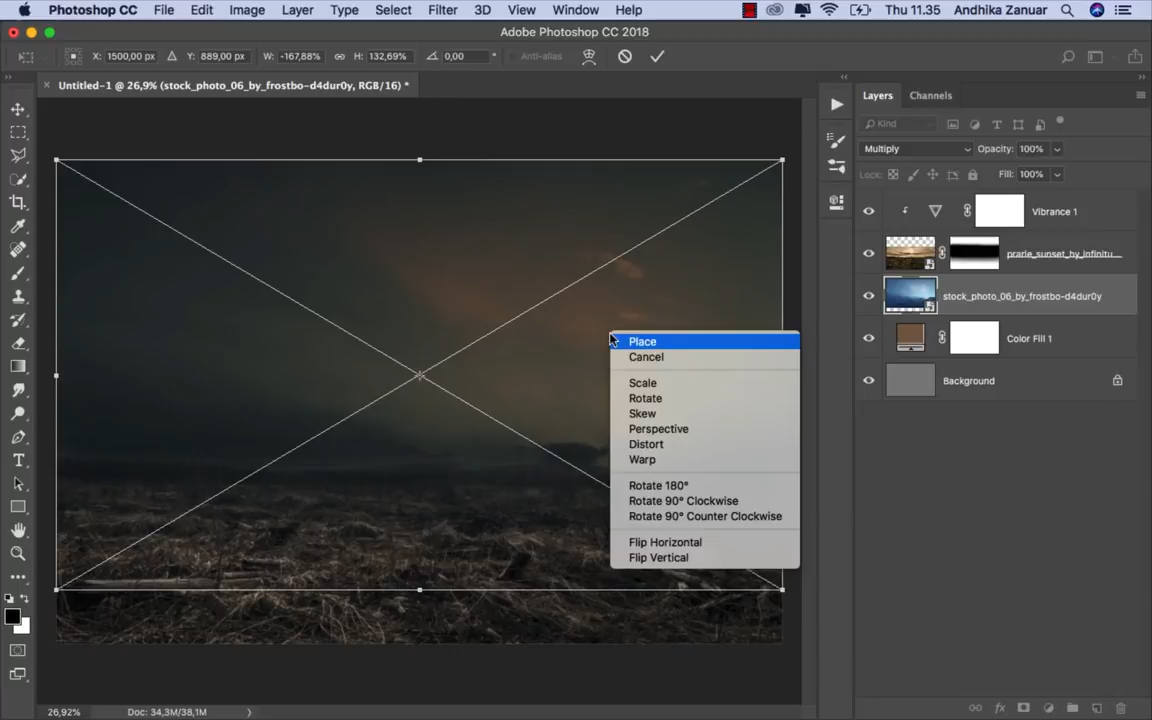 Photoshop CC File Edit Image Layer Type Select Filter 3D View Window Help Thu 11.35 Andhika Zanuar
Adobe Photoshop CC 2018
X: 1500,00 px Y: 889,00 px W: -167,88% H: 132,69% 0,00 ° Anti-alias
Untitled-1 @ 26,9% (stock_photo_06_by_frostbo-d4dur0y, RGB/16) *
Layers Channels
Kind
Multiply Opacity: 100%
Lock: Fill: 100%
Vibrance 1
prarie_sunset_by_infinitu...
stock_photo_06_by_frostbo-d4dur0y
Color Fill 1
Background
Place
Cancel
Scale
Rotate
Skew
Perspective
Distort
Warp
Rotate 180°
Rotate 90° Clockwise
Rotate 90° Counter Clockwise
Flip Horizontal
Flip Vertical
26,92% Doc: 34,3M/38,1M